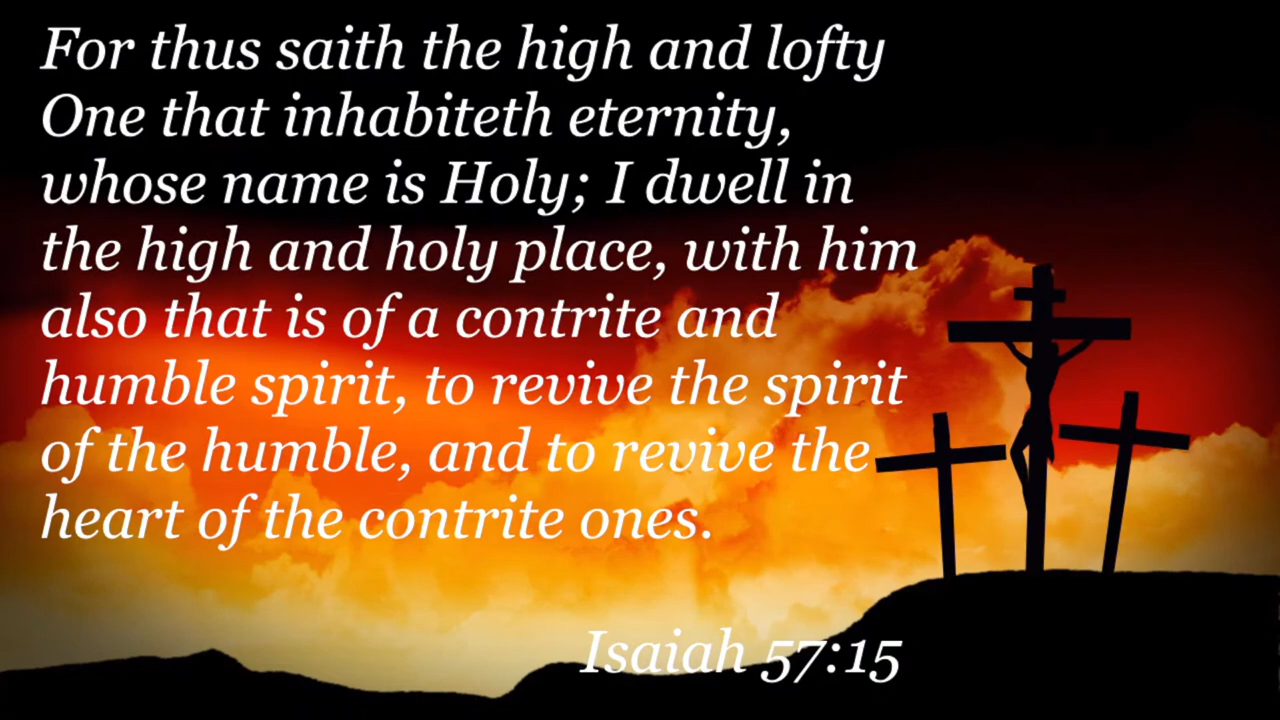 For thus saith the high and lofty
One that inhabiteth eternity,
whose name is Holy; I dwell in
the high and holy place, with him
also that is of a contrite and
humble spirit, to revive the spirit
of the humble, and to revive the
heart of the contrite ones.
Isaiah 57:15